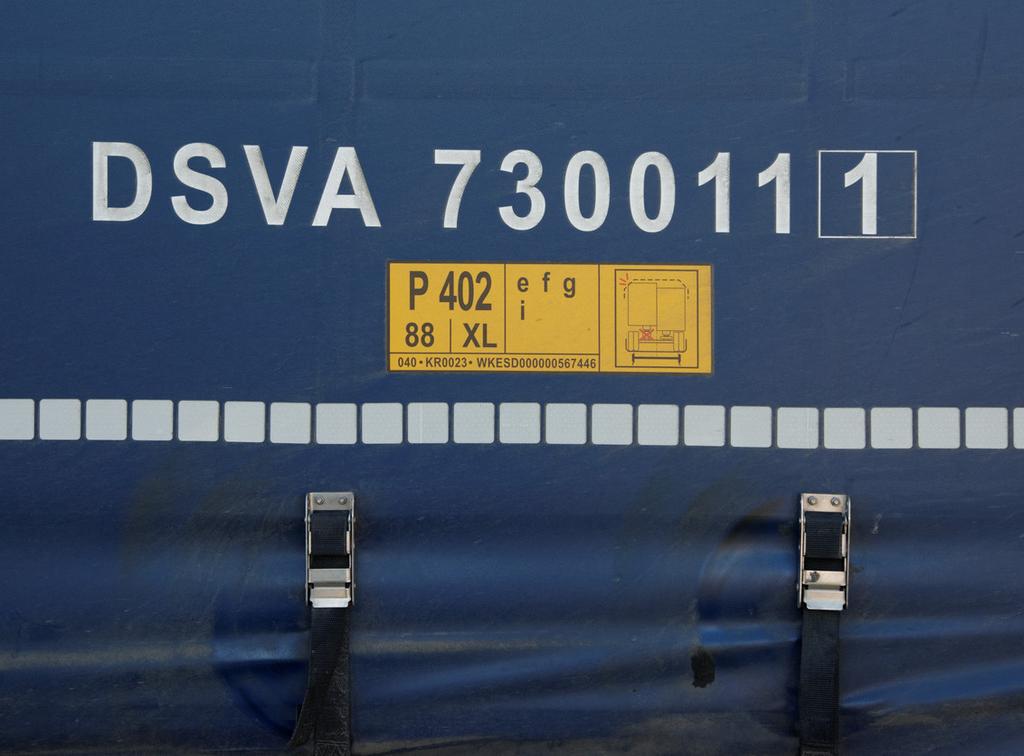 DSVA 730011 1
P 402
88 XL
e f g
i
040 • KR0023 • WKESD000000567446